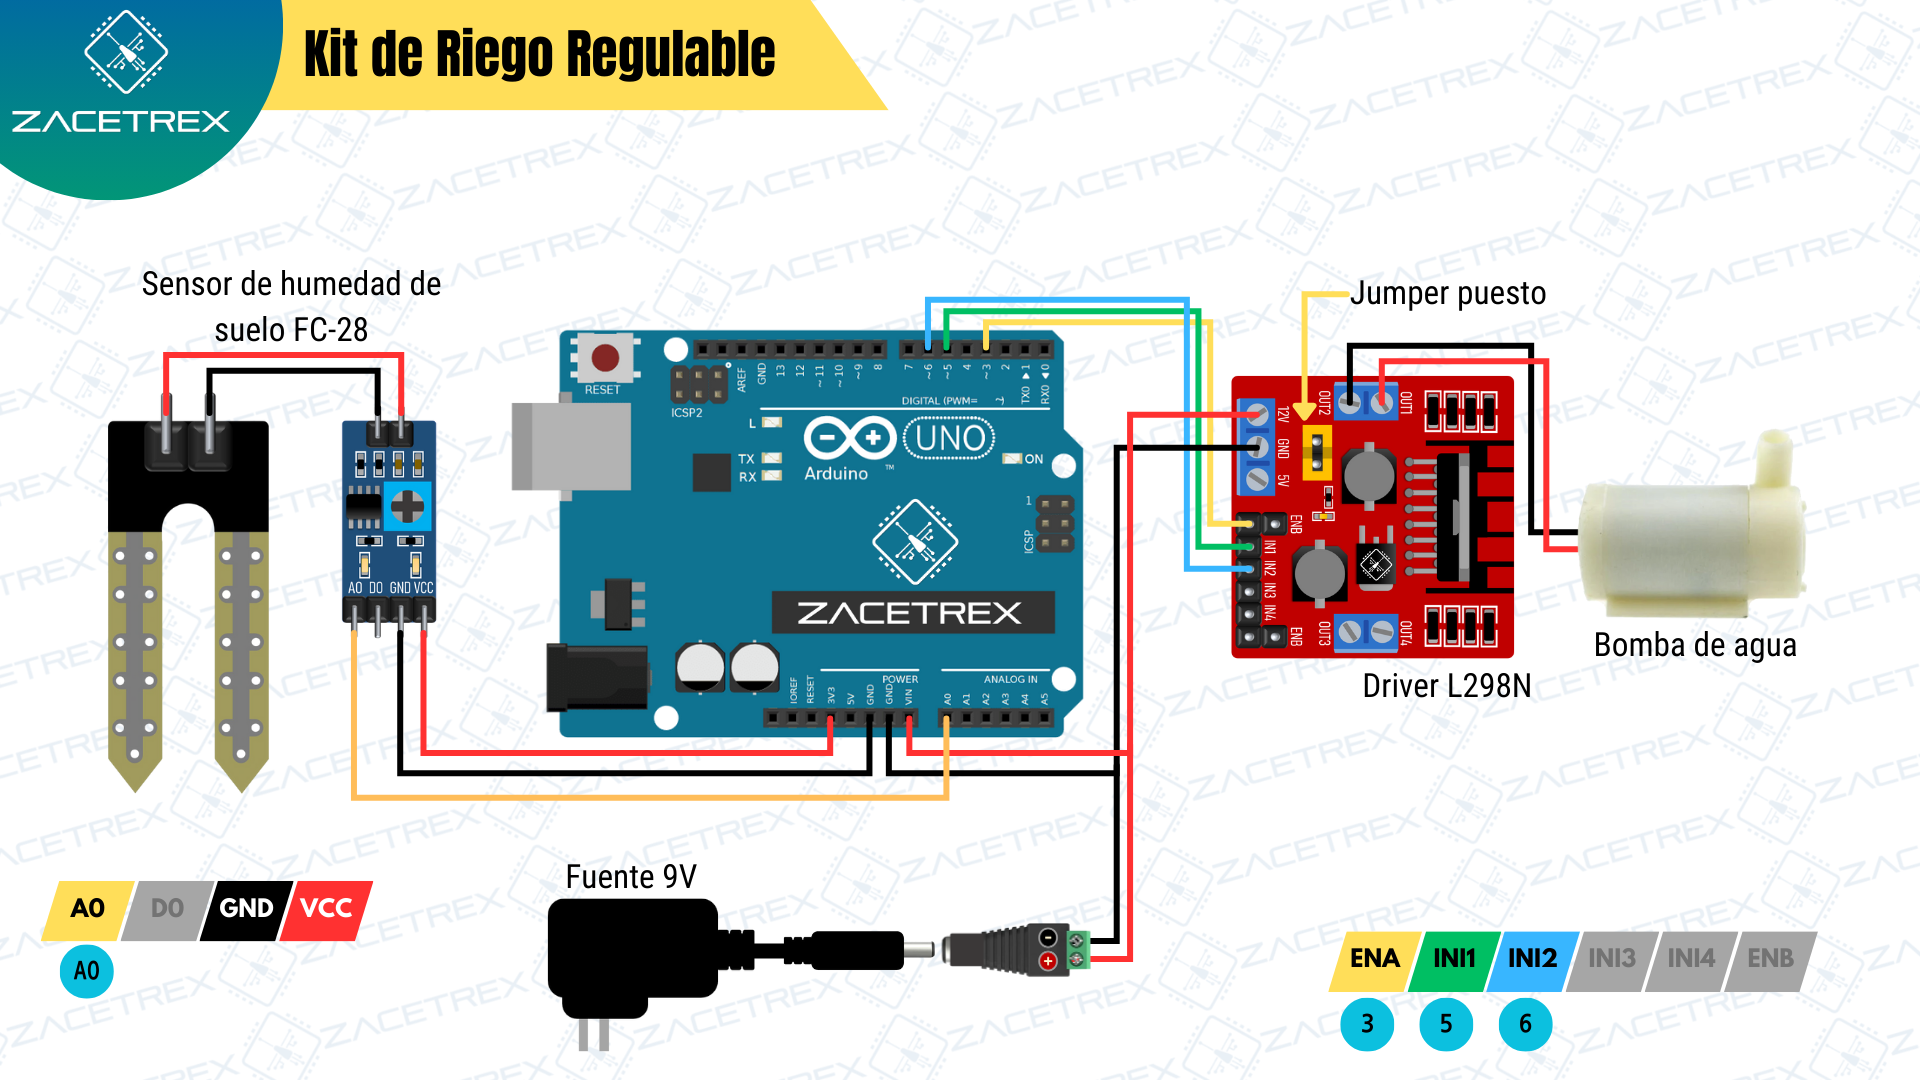 ZACETREX
Kit de Riego Regulable
Sensor de humedad de
suelo FC-28
Jumper puesto
RESET
ICSP2
AREF
GND
13
12
~11
~10
~9
8
7
~6
~5
4
~3
2
TX0 ▶ 1
RX0 ◀ 0
DIGITAL (PWM=
L
TX
RX
Arduino
™
UNO
ON
1
ICSP
ZACETREX
POWER
ANALOG IN
IOREF
RESET
3V3
5V
GND
GND
VIN
A0
A1
A2
A3
A4
A5
AO
DO
GND
VCC
12V
GND
5V
OUT2
OUT1
ENB
IN1
IN2
IN3
IN4
ENB
OUT3
OUT4
Bomba de agua
Driver L298N
Fuente 9V
-
+
A0
D0
GND
VCC
A0
ENA
INI1
INI2
INI3
INI4
ENB
3
5
6